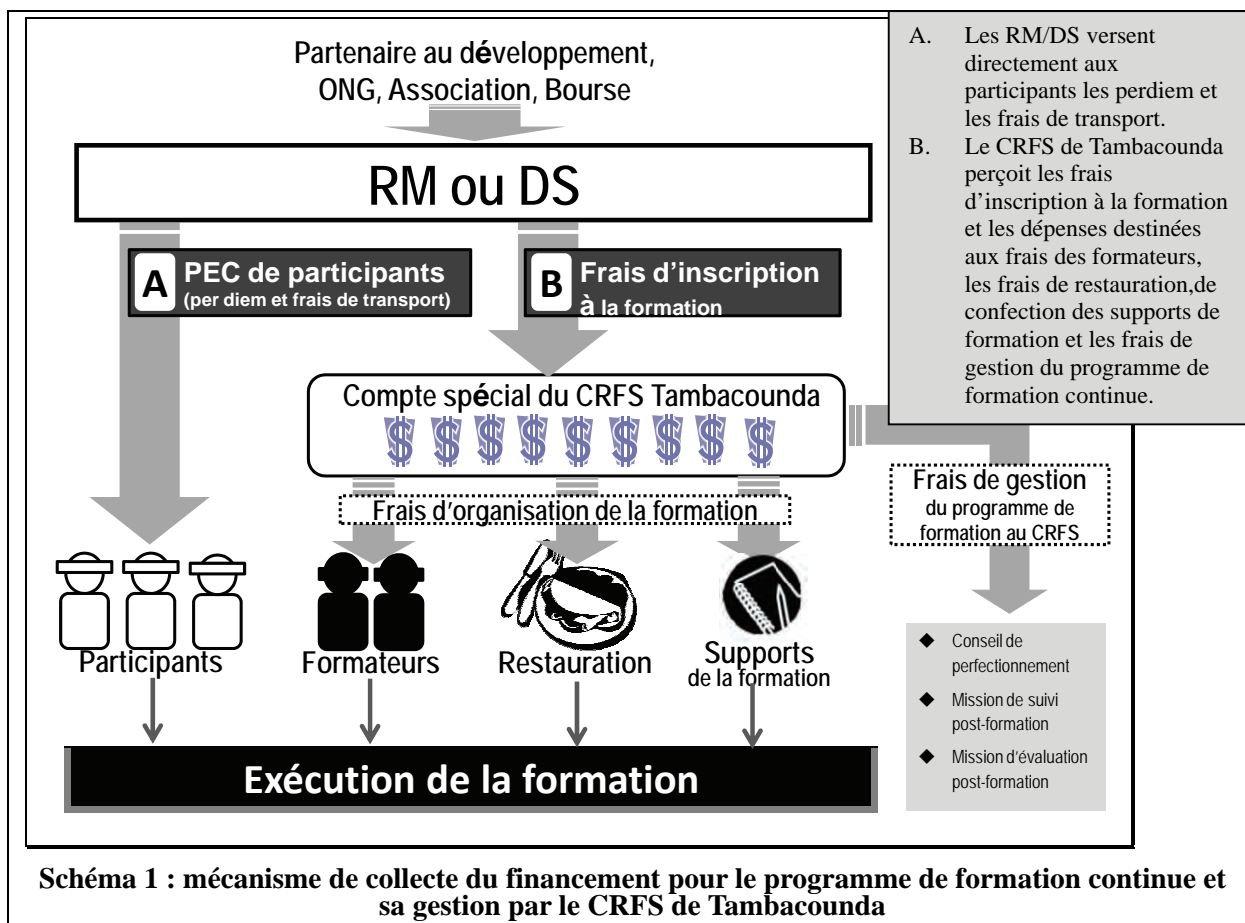 Partenaire au développement,
ONG, Association, Bourse
RM ou DS
A
PEC de participants
(per diem et frais de transport)
B
Frais d'inscription
à la formation
Compte spécial du CRFS Tambacounda
$ $ $ $ $ $ $ $ $
Frais d'organisation de la formation
Frais de gestion
du programme de
formation au CRFS
Participants
Formateurs
Restauration
Supports
de la formation
◆ Conseil de
perfectionnement
◆ Mission de suivi
post-formation
◆ Mission d'évaluation
post-formation
Exécution de la formation
A. Les RM/DS versent
directement aux
participants les perdiem et
les frais de transport.
B. Le CRFS de Tambacounda
perçoit les frais
d'inscription à la formation
et les dépenses destinées
aux frais des formateurs,
les frais de restauration,de
confection des supports de
formation et les frais de
gestion du programme de
formation continue.
Schéma 1 : mécanisme de collecte du financement pour le programme de formation continue et
sa gestion par le CRFS de Tambacounda